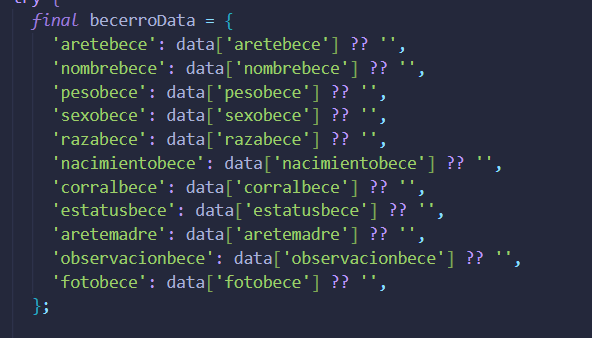 try {
final becerroData = {
'aretebece': data['aretebece'] ?? '',
'nombrebece': data['nombrebece'] ?? '',
'pesobece': data['pesobece'] ?? '',
'sexobece': data['sexobece'] ?? '',
'razabece': data['razabece'] ?? '',
'nacimientobece': data['nacimientobece'] ?? '',
'corralbece': data['corralbece'] ?? '',
'estatusbece': data['estatusbece'] ?? '',
'aretemadre': data['aretemadre'] ?? '',
'observacionbece': data['observacionbece'] ?? '',
'fotobece': data['fotobece'] ?? '',
};